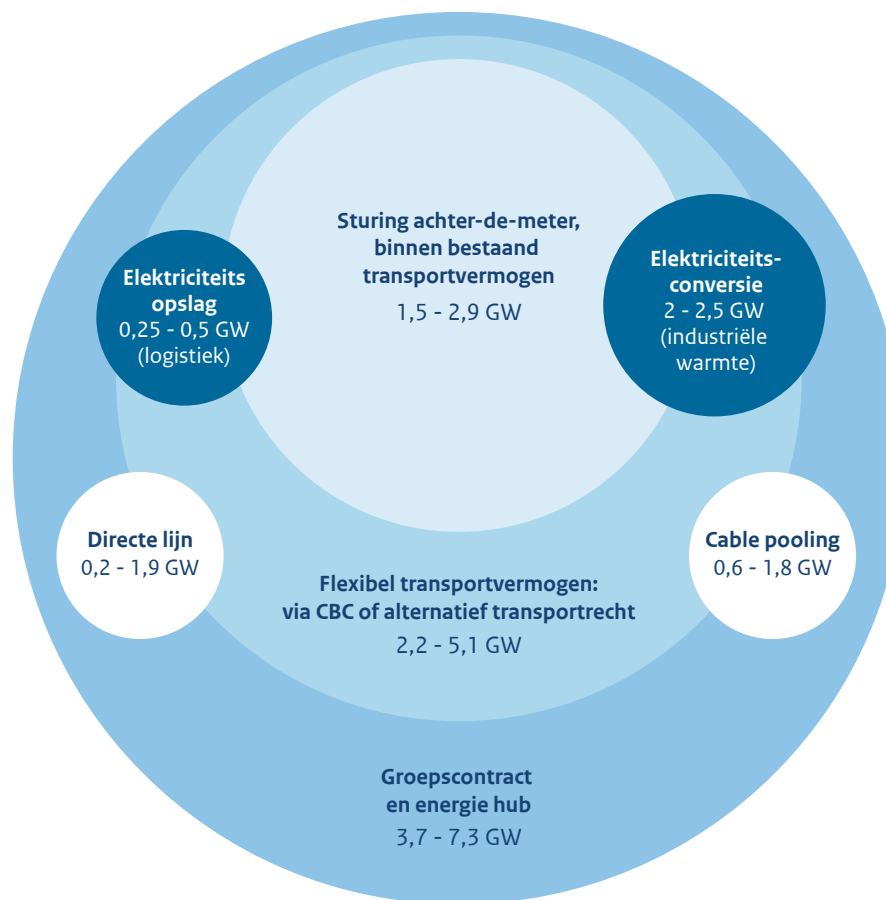 Sturing achter-de-meter,
binnen bestaand
transportvermogen
1,5 - 2,9 GW
Elektriciteits
opslag
0,25 - 0,5 GW
(logistiek)
Elektriciteits-
conversie
2 - 2,5 GW
(industriële
warmte)
Directe lijn
0,2 - 1,9 GW
Cable pooling
0,6 - 1,8 GW
Flexibel transportvermogen:
via CBC of alternatief transportrecht
2,2 - 5,1 GW
Groepscontract
en energie hub
3,7 - 7,3 GW